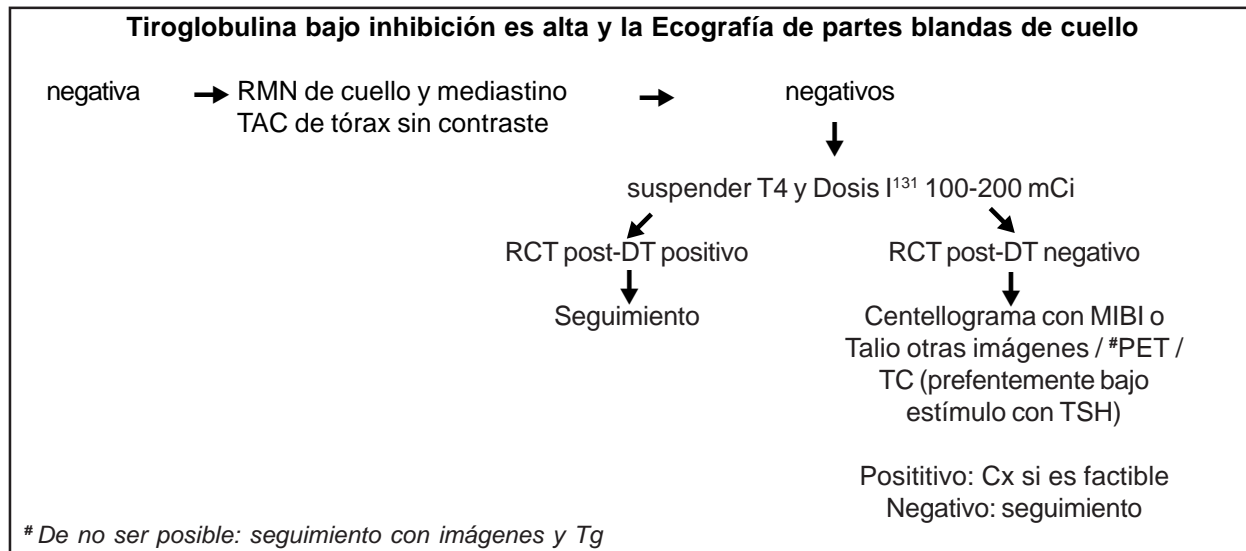 Tiroglobulina bajo inhibición es alta y la Ecografía de partes blandas de cuello
negativa → RMN de cuello y mediastino → negativos
TAC de tórax sin contraste
suspender T4 y Dosis I¹³¹ 100-200 mCi
RCT post-DT positivo
Seguimiento
RCT post-DT negativo
Centellograma con MIBI o
Talio otras imágenes / #PET /
TC (prefentemente bajo
estímulo con TSH)
Posititivo: Cx si es factible
Negativo: seguimiento
# De no ser posible: seguimiento con imágenes y Tg